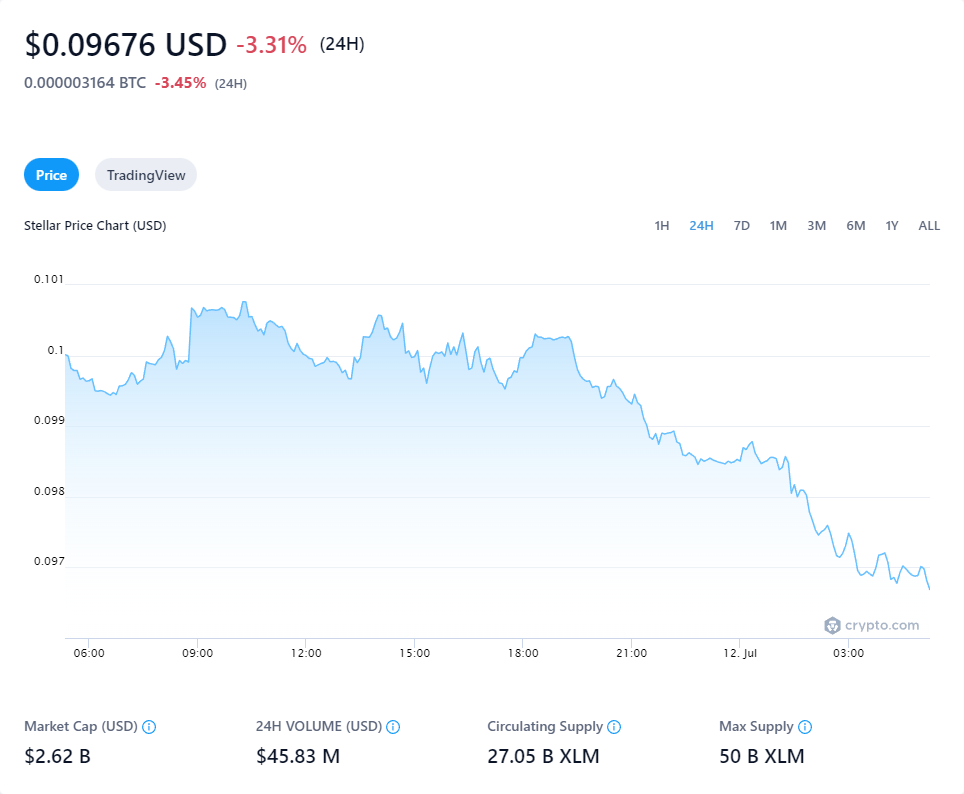 $0.09676 USD -3.31% (24H)
0.000003164 BTC -3.45% (24H)
Price TradingView
Stellar Price Chart (USD) 1H 24H 7D 1M 3M 6M 1Y ALL
0.101
0.1
0.099
0.098
0.097
crypto.com
06:00 09:00 12:00 15:00 18:00 21:00 12. Jul 03:00
Market Cap (USD) 24H VOLUME (USD) Circulating Supply Max Supply
$2.62 B $45.83 M 27.05 B XLM 50 B XLM